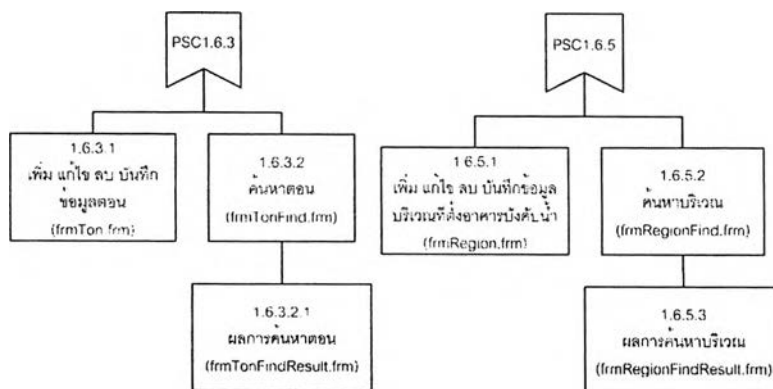 PSC1.6.3
1.6.3.1
เพิ่ม แก้ไข ลบ บันทึก
ข้อมูลตอน
(frmTon.frm)
1.6.3.2
ค้นหาตอน
(frmTonFind.frm)
1.6.3.2.1
ผลการค้นหาตอน
(frmTonFindResult.frm)
PSC1.6.5
1.6.5.1
เพิ่ม แก้ไข ลบ บันทึกข้อมูล
บริเวณที่ตั้งอาคารบังคับน้ำ
(frmRegion.frm)
1.6.5.2
ค้นหาบริเวณ
(frmRegionFind.frm)
1.6.5.3
ผลการค้นหาบริเวณ
(frmRegionFindResult.frm)